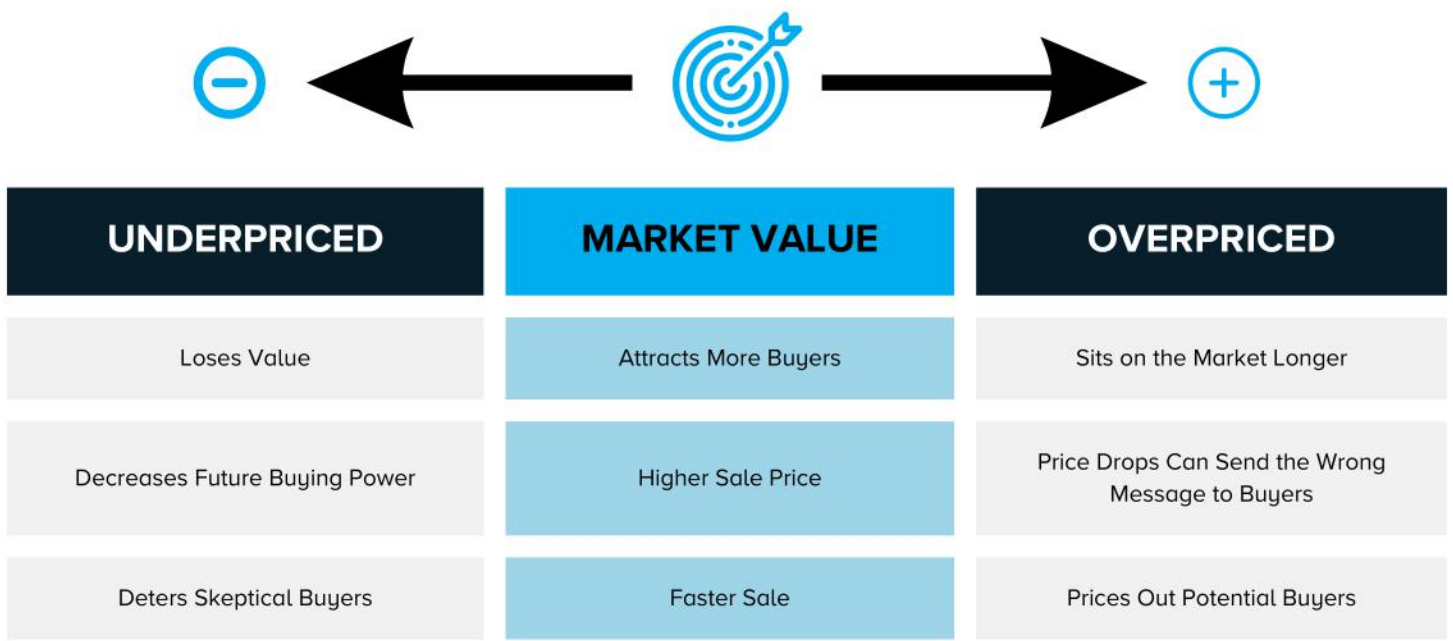 UNDERPRICED
MARKET VALUE
OVERPRICED
Loses Value
Attracts More Buyers
Sits on the Market Longer
Decreases Future Buying Power
Higher Sale Price
Price Drops Can Send the Wrong
Message to Buyers
Deters Skeptical Buyers
Faster Sale
Prices Out Potential Buyers